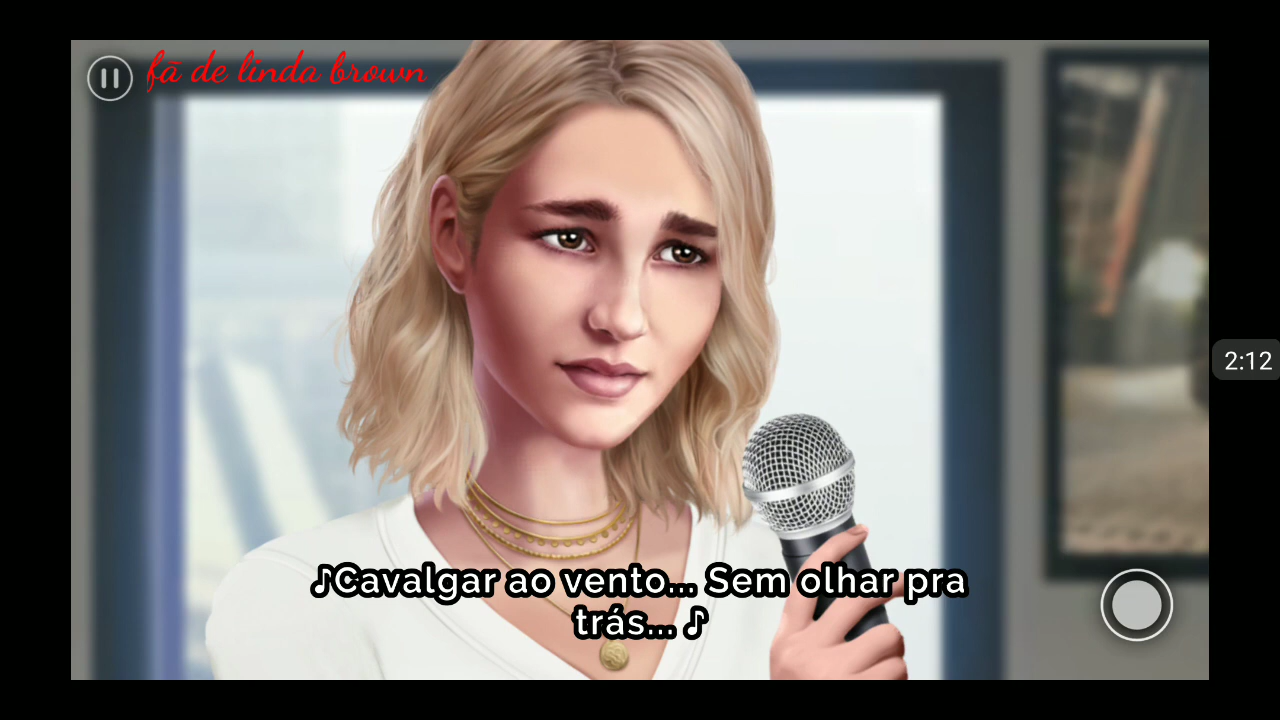 fã de linda brown
2:12
♪Cavalgar ao vento... Sem olhar pra
trás... ♪